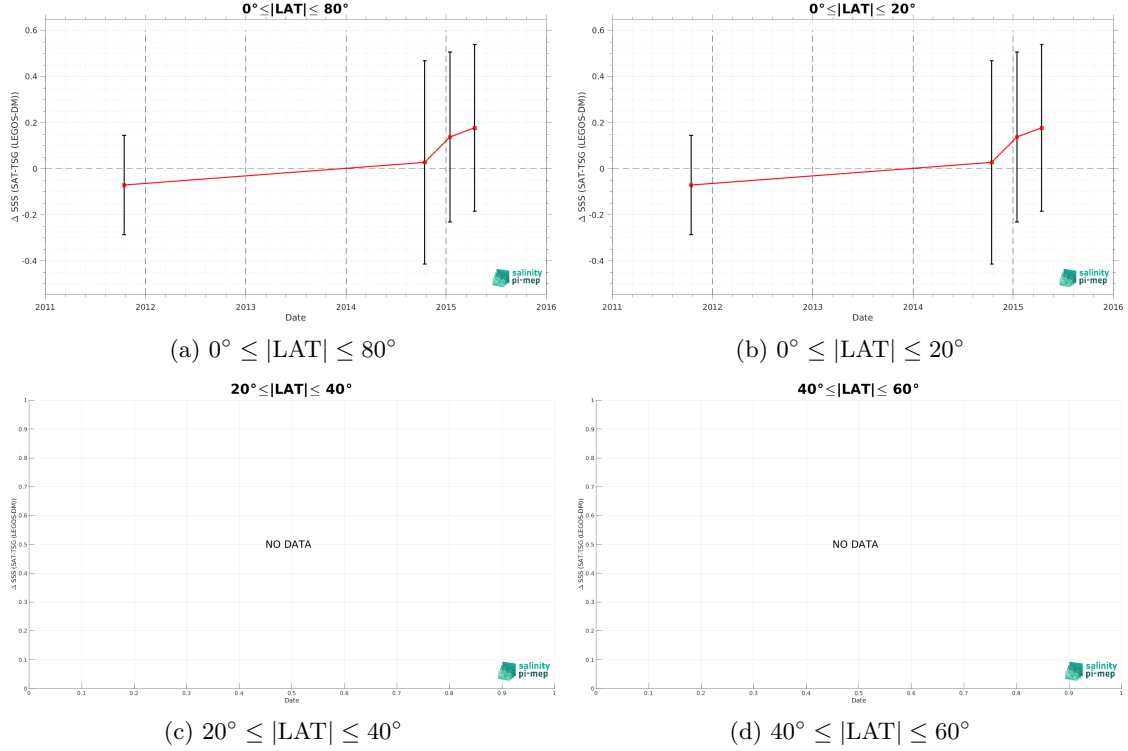 0°≤|LAT|≤ 80°
Δ SSS (SAT-TSG (LEGOS-DM))
0.6
0.4
0.2
0
-0.2
-0.4
2011
2012
2013
2014
2015
2016
Date
salinity
pi-mep
(a) 0° ≤ |LAT| ≤ 80°
0°≤|LAT|≤ 20°
Δ SSS (SAT-TSG (LEGOS-DM))
0.6
0.4
0.2
0
-0.2
-0.4
2011
2012
2013
2014
2015
2016
Date
salinity
pi-mep
(b) 0° ≤ |LAT| ≤ 20°
20°≤|LAT|≤ 40°
Δ SSS (SAT-TSG (LEGOS-DM))
1
0.9
0.8
0.7
0.6
0.5
0.4
0.3
0.2
0.1
0
NO DATA
0
0.1
0.2
0.3
0.4
0.5
0.6
0.7
0.8
0.9
1
Date
salinity
pi-mep
(c) 20° ≤ |LAT| ≤ 40°
40°≤|LAT|≤ 60°
Δ SSS (SAT-TSG (LEGOS-DM))
1
0.9
0.8
0.7
0.6
0.5
0.4
0.3
0.2
0.1
0
NO DATA
0
0.1
0.2
0.3
0.4
0.5
0.6
0.7
0.8
0.9
1
Date
salinity
pi-mep
(d) 40° ≤ |LAT| ≤ 60°